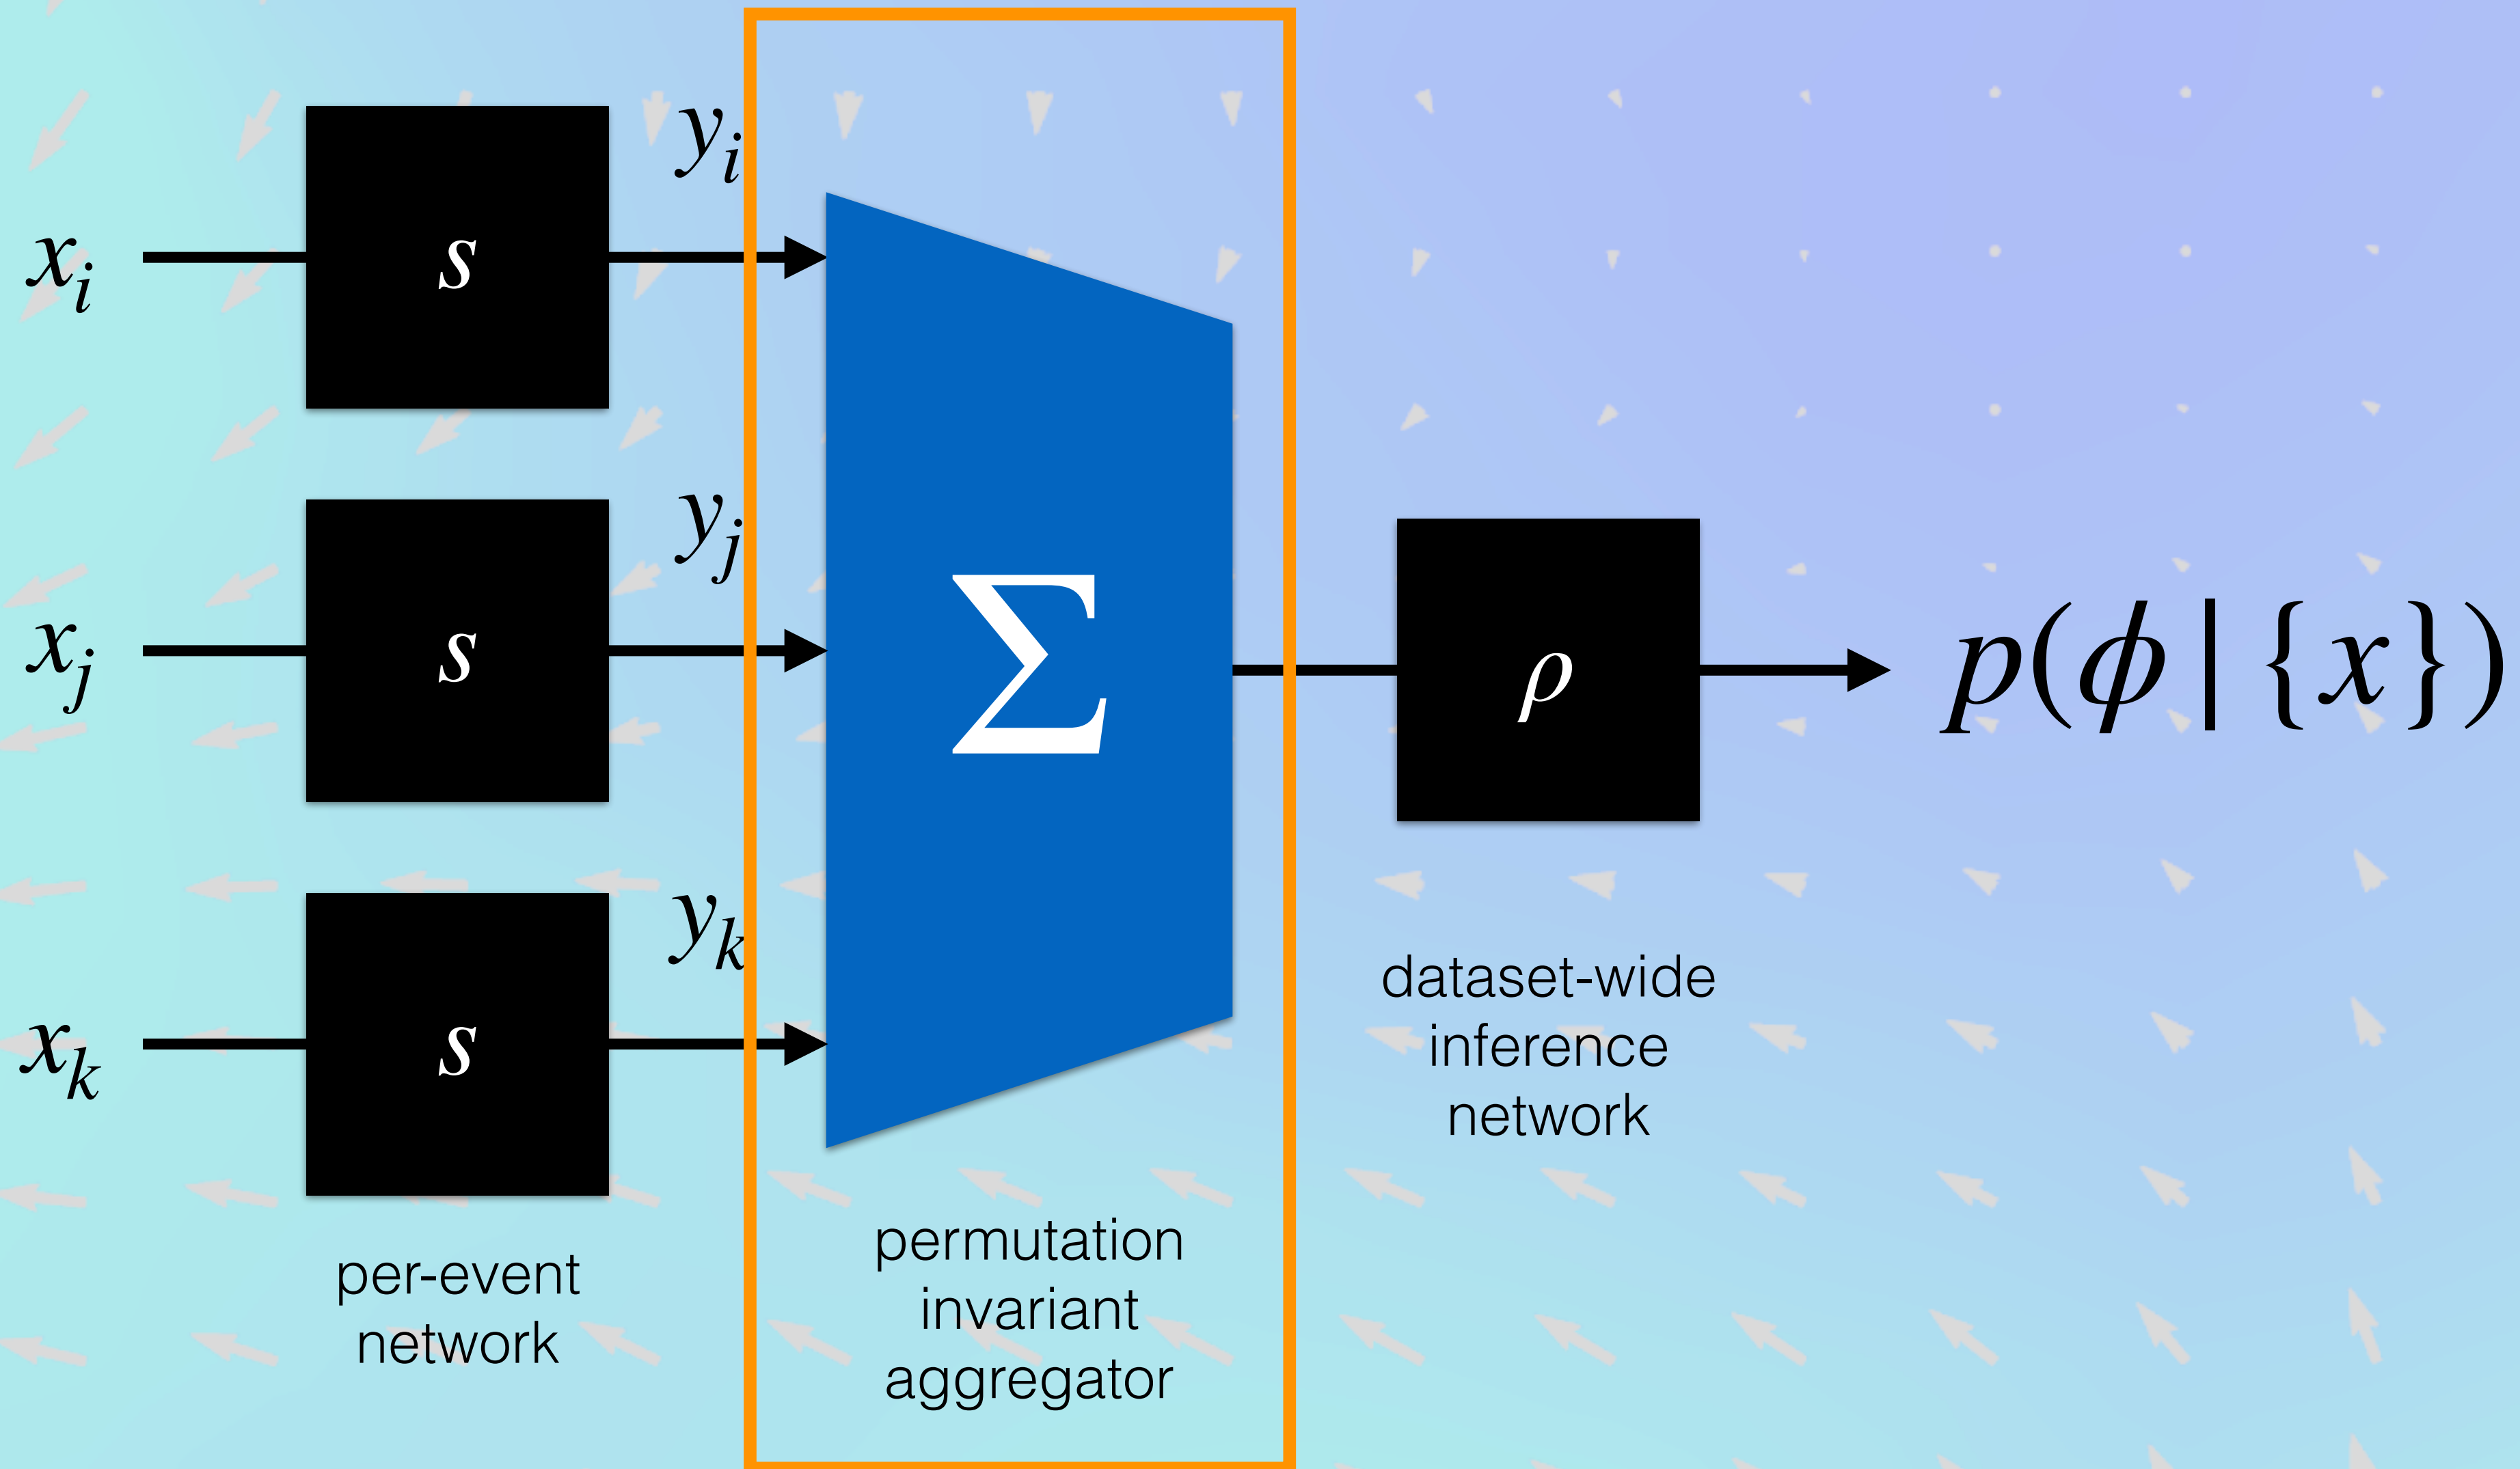 y_i
x_i
s
y_j
x_j
s
Σ
ρ
p(ϕ | {x})
y_k
x_k
s
per-event
network
permutation
invariant
aggregator
dataset-wide
inference
network